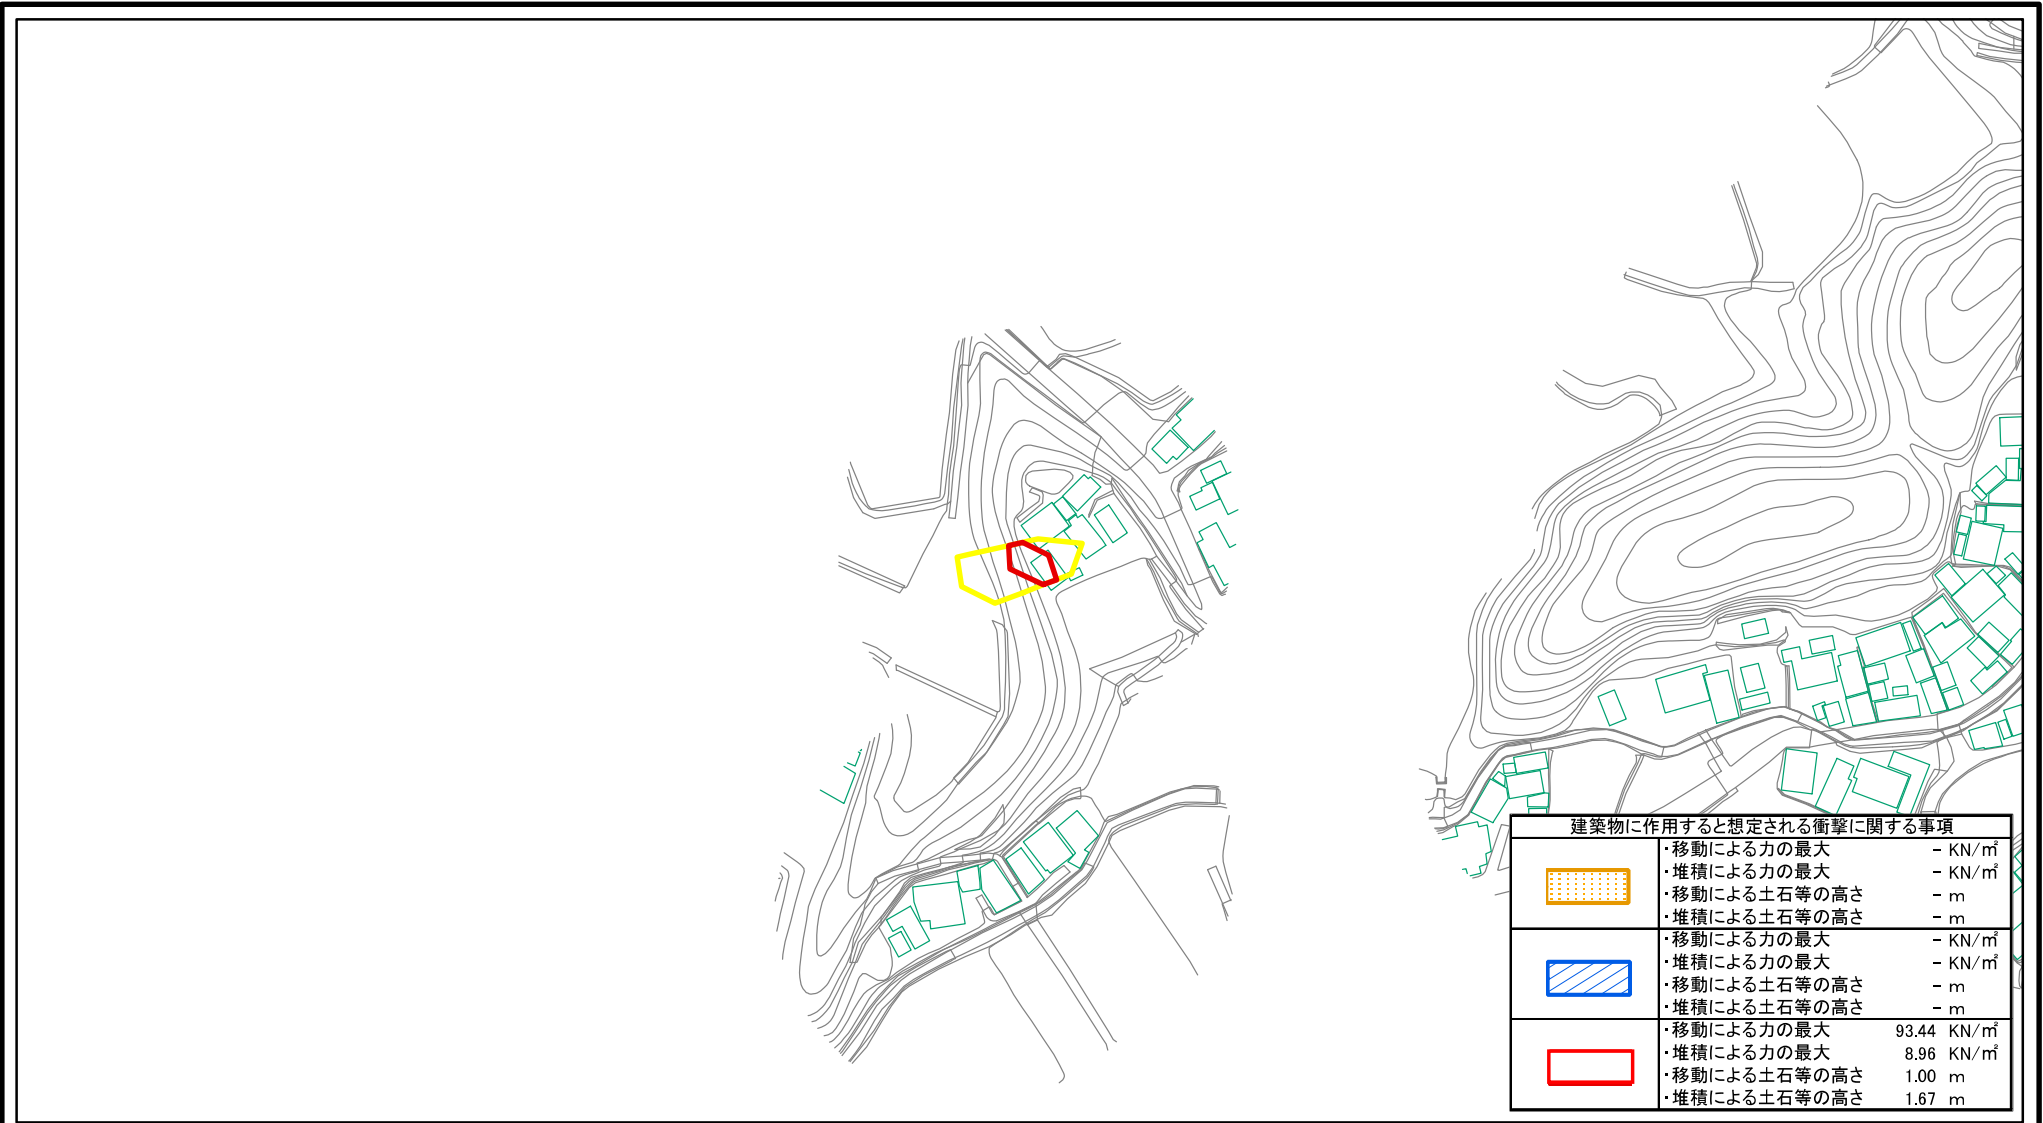 建築物に作用すると想定される衝撃に関する事項
・移動による力の最大 - KN/㎡
・堆積による力の最大 - KN/㎡
・移動による土石等の高さ - m
・堆積による土石等の高さ - m
・移動による力の最大 - KN/㎡
・堆積による力の最大 - KN/㎡
・移動による土石等の高さ - m
・堆積による土石等の高さ - m
・移動による力の最大 93.44 KN/㎡
・堆積による力の最大 8.96 KN/㎡
・移動による土石等の高さ 1.00 m
・堆積による土石等の高さ 1.67 m